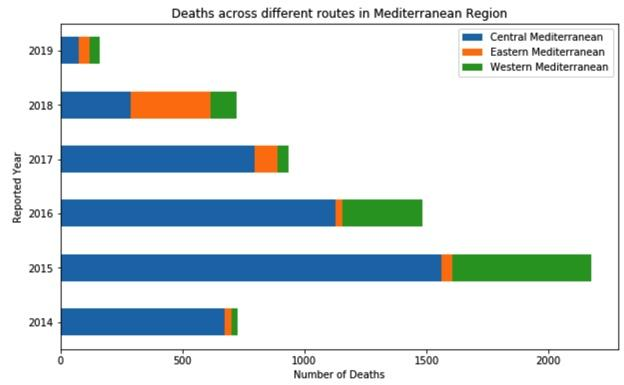 Deaths across different routes in Mediterranean Region
Central Mediterranean
Eastern Mediterranean
Western Mediterranean
Reported Year
2019
2018
2017
2016
2015
2014
0 500 1000 1500 2000
Number of Deaths